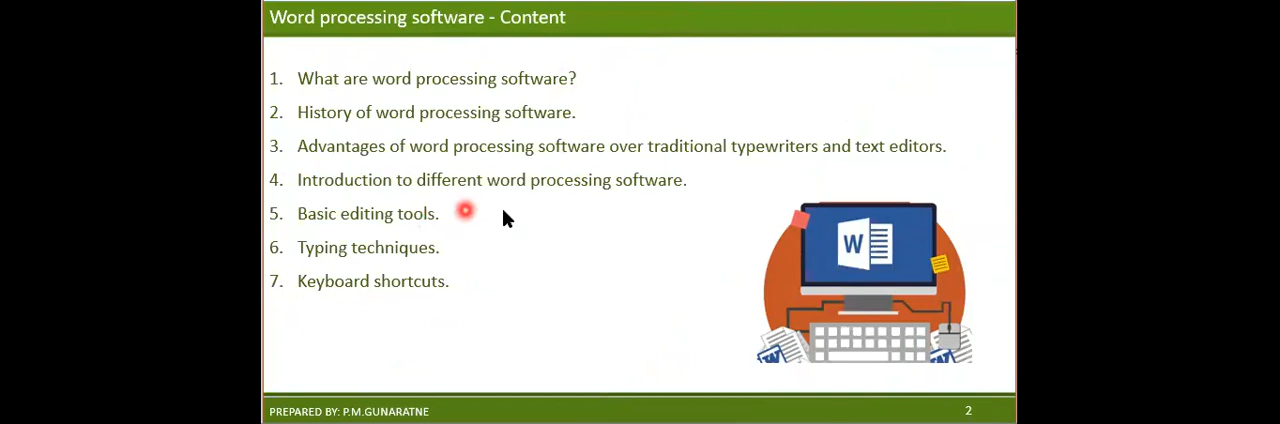 Word processing software - Content
1. What are word processing software?
2. History of word processing software.
3. Advantages of word processing software over traditional typewriters and text editors.
4. Introduction to different word processing software.
5. Basic editing tools.
6. Typing techniques.
7. Keyboard shortcuts.
W
W
W
PREPARED BY: P.M.GUNARATNE
2